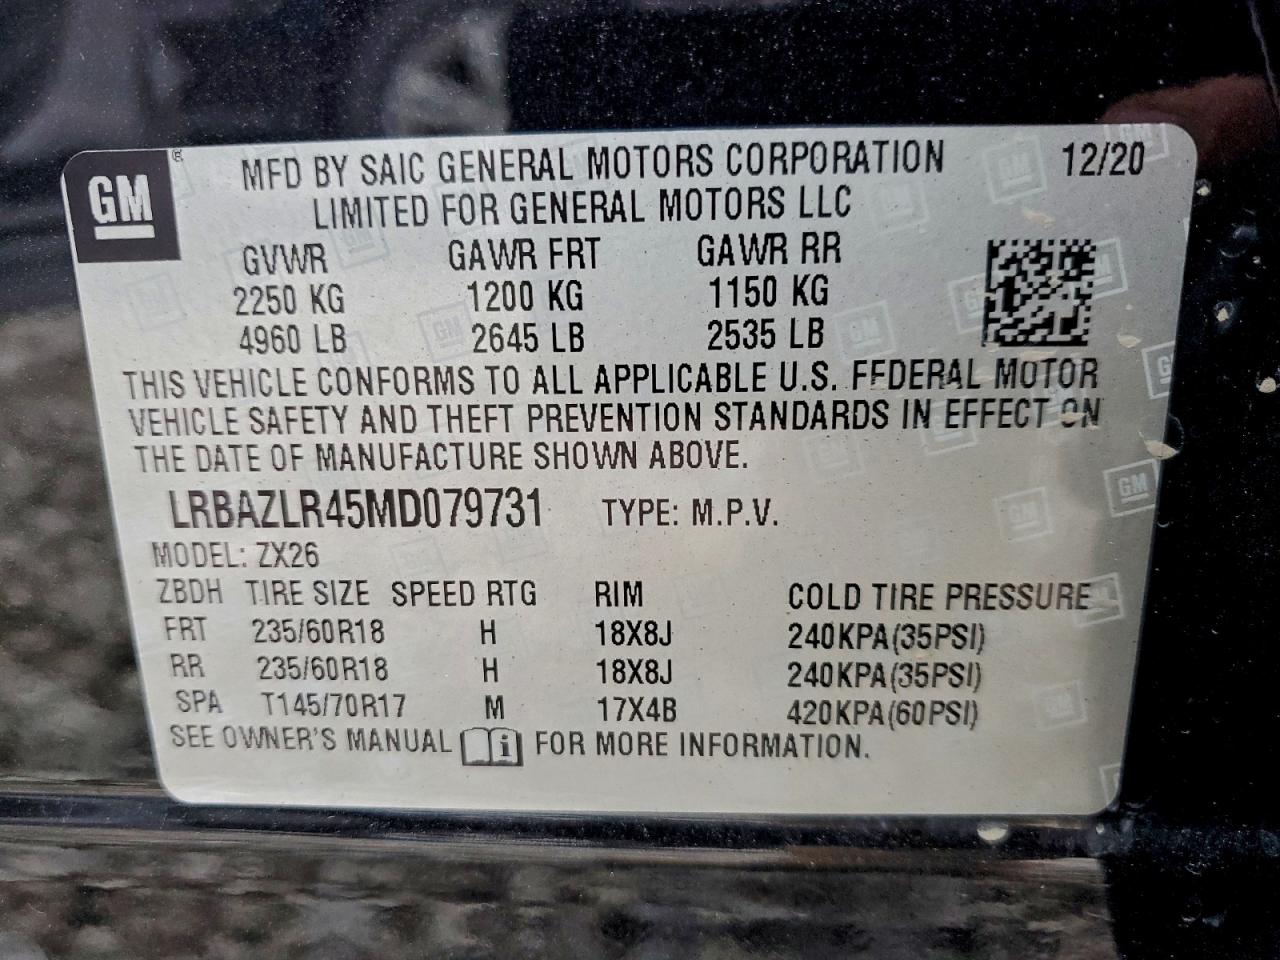 GM ® MFD BY SAIC GENERAL MOTORS CORPORATION 12/20
LIMITED FOR GENERAL MOTORS LLC
GVWR GAWR FRT GAWR RR
2250 KG 1200 KG 1150 KG
4960 LB 2645 LB 2535 LB
THIS VEHICLE CONFORMS TO ALL APPLICABLE U.S. FEDERAL MOTOR
VEHICLE SAFETY AND THEFT PREVENTION STANDARDS IN EFFECT ON
THE DATE OF MANUFACTURE SHOWN ABOVE.
LRBAZLR45MD079731 TYPE: M.P.V.
MODEL: ZX26
ZBDH TIRE SIZE SPEED RTG RIM COLD TIRE PRESSURE
FRT 235/60R18 H 18X8J 240KPA(35PSI)
RR 235/60R18 H 18X8J 240KPA(35PSI)
SPA T145/70R17 M 17X4B 420KPA(60PSI)
SEE OWNER'S MANUAL i FOR MORE INFORMATION.